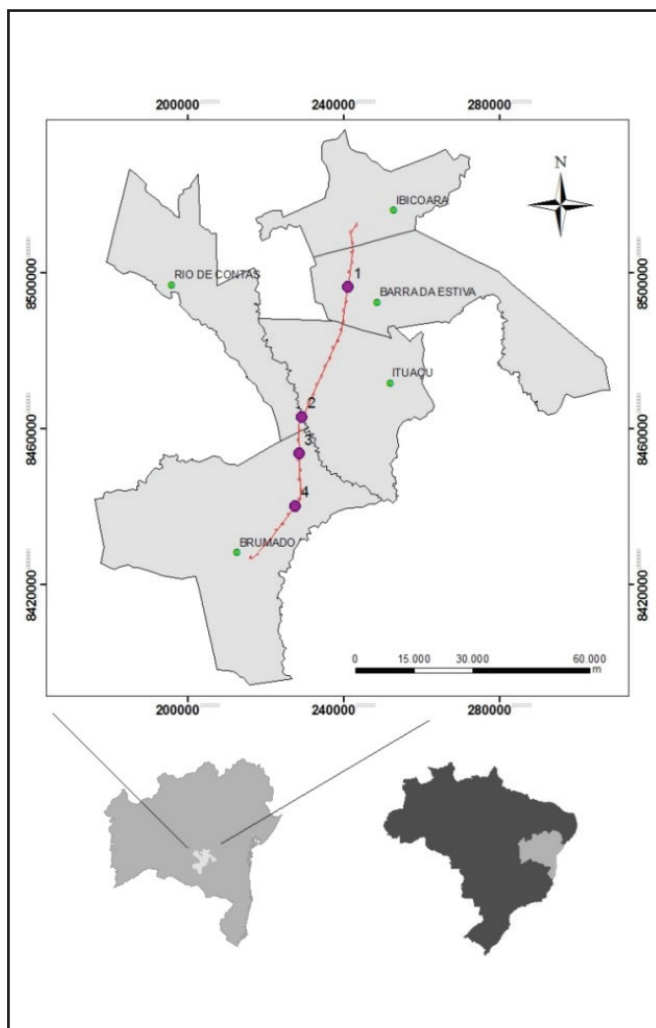 200000 240000 280000
N
IBICOARA
8500000 8500000
RIO DE CONTAS
1
BARRA DA ESTIVA
ITUAÇU
2
8460000 8460000
3
4
BRUMADO
8420000 8420000
0 15.000 30.000 60.000
m
200000 240000 280000